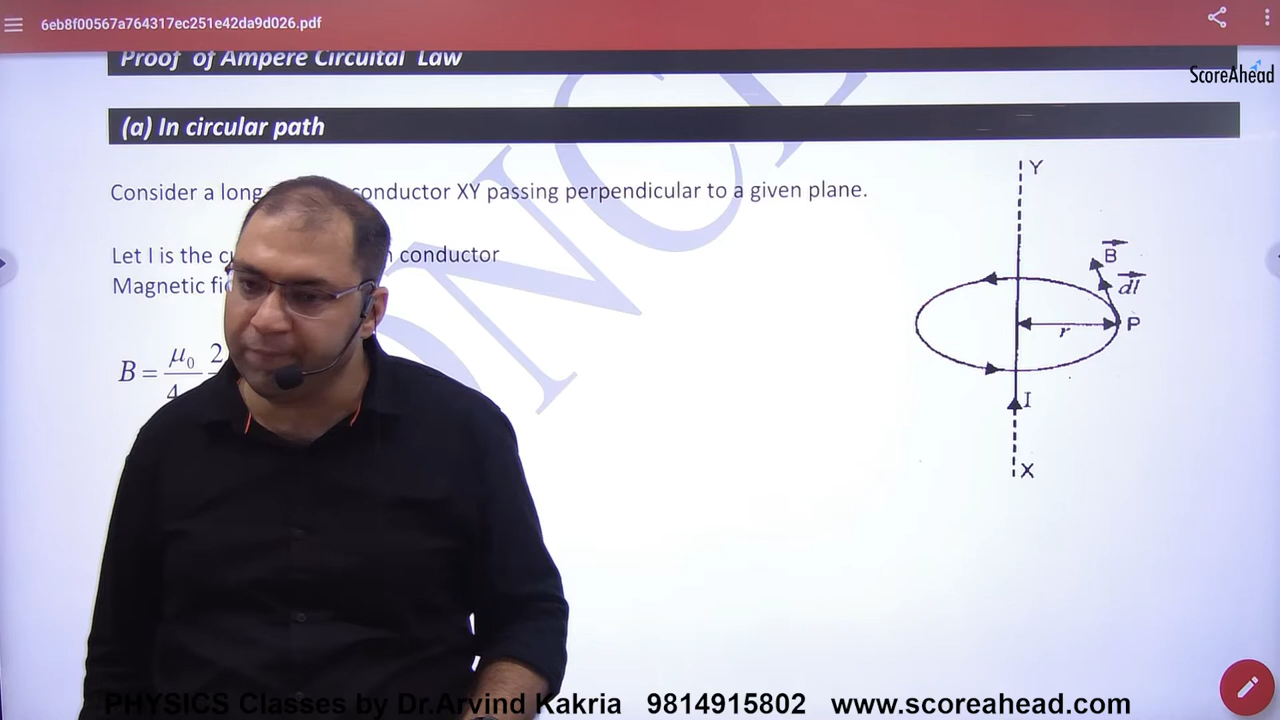 6eb8f00567a764317ec251e42da9d026.pdf
Proof of Ampere Circuital Law
ScoreAhead
(a) In circular path
Consider a long conductor XY passing perpendicular to a given plane.
Let I is the conductor
Magnetic
B = μ0 2
4
Y
B
dl
r P
I
X
PHYSICS Classes by Dr.Arvind Kakria 9814915802 www.scoreahead.com